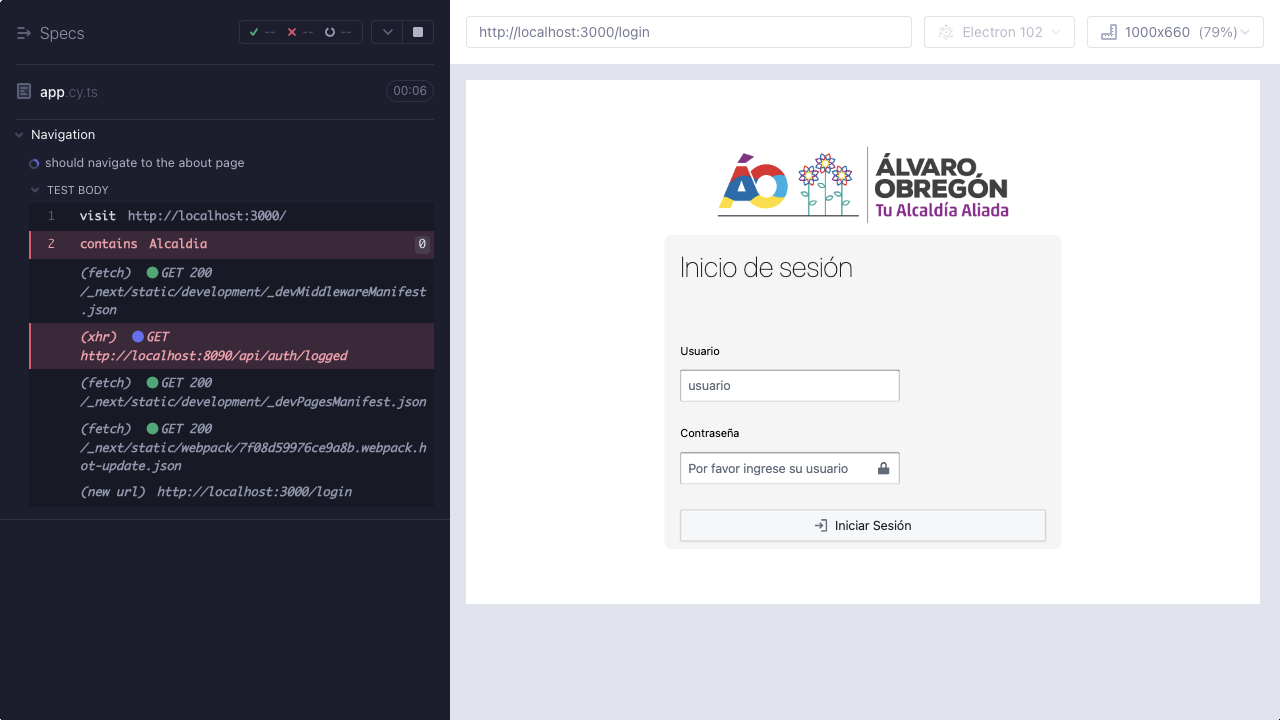 Specs
-- -- --
app.cy.ts
00:06
Navigation
should navigate to the about page
TEST BODY
1 visit http://localhost:3000/
2 contains Alcaldia 0
(fetch) GET 200
/_next/static/development/_devMiddlewareManifest
.json
(xhr) GET
http://localhost:8090/api/auth/logged
(fetch) GET 200
/_next/static/development/_devPagesManifest.json
(fetch) GET 200
/_next/static/webpack/7f08d59976ce9a8b.webpack.h
ot-update.json
(new url) http://localhost:3000/login
http://localhost:3000/login
Electron 102
1000x660 (79%)
ÁO
ÁLVARO
OBREGÓN
Tu Alcaldía Aliada
Inicio de sesión
Usuario
usuario
Contraseña
Por favor ingrese su usuario
Iniciar Sesión